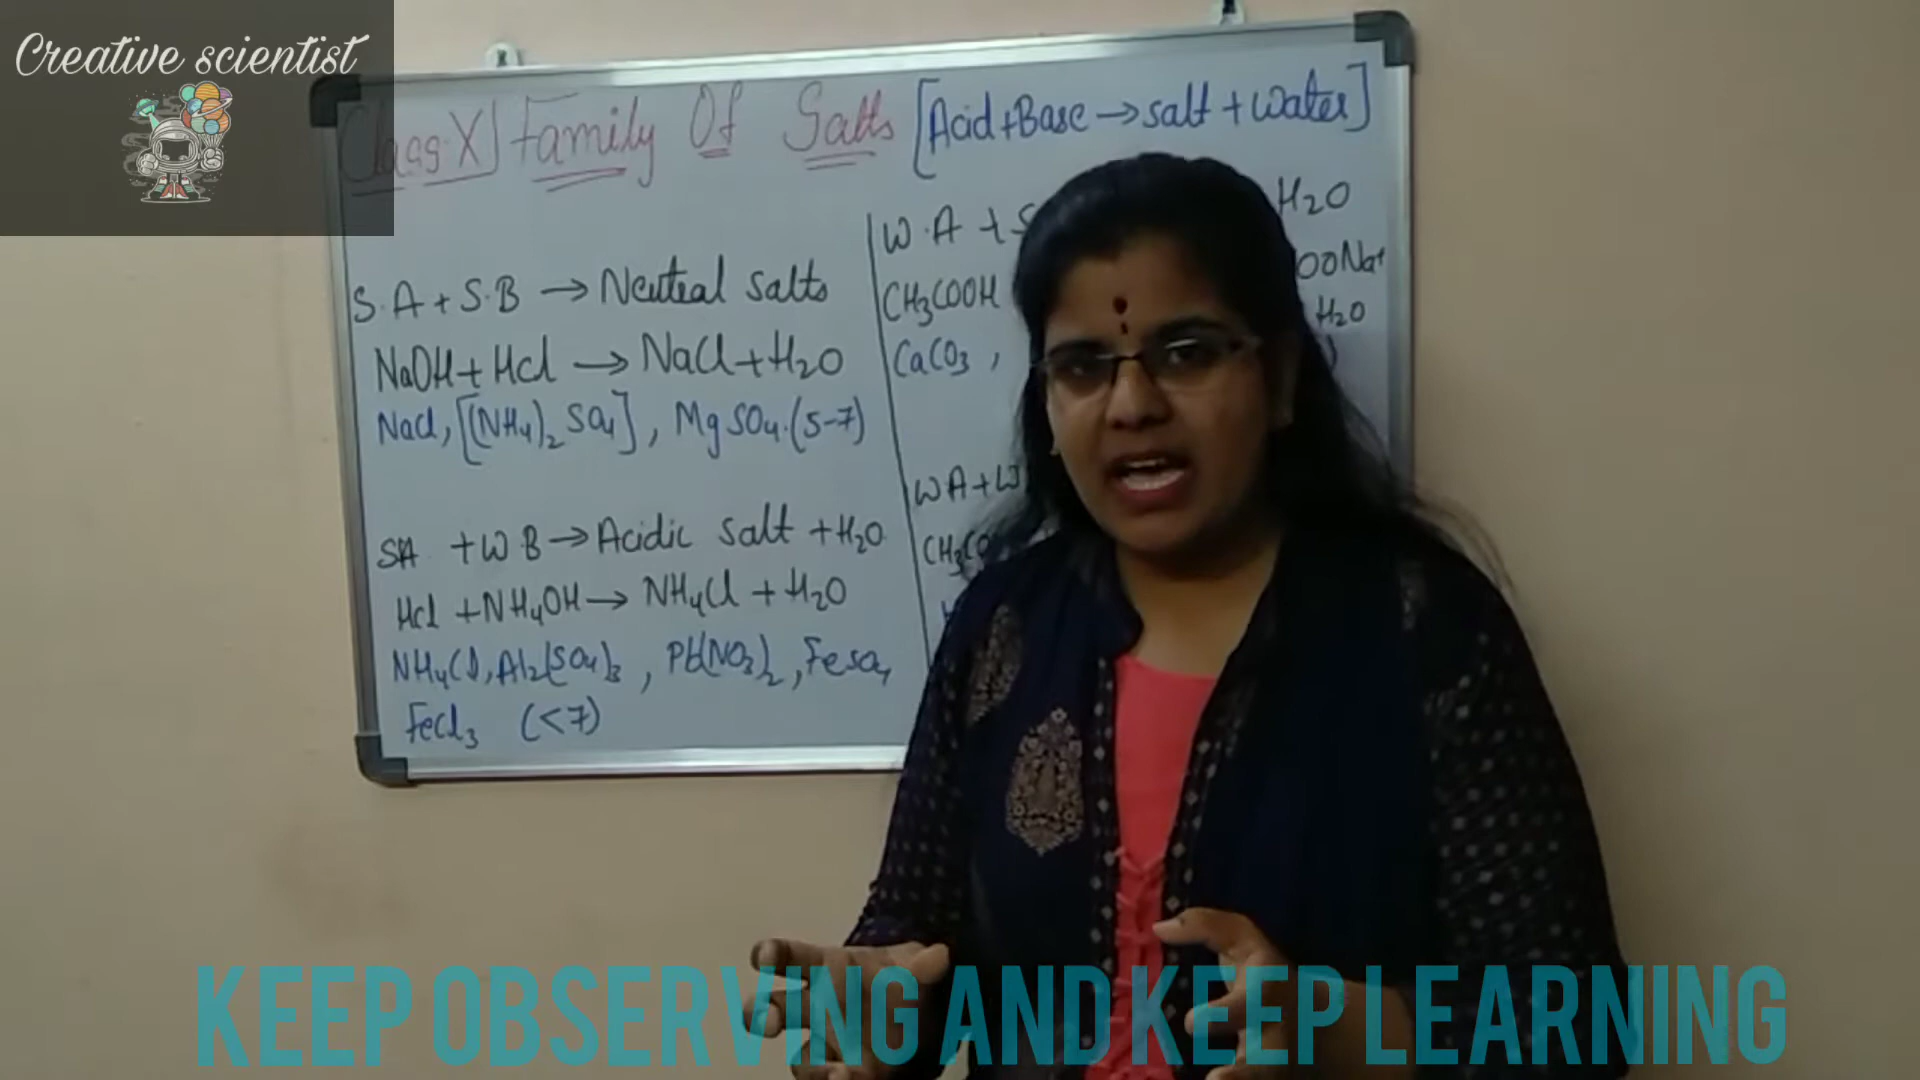 Creative scientist
Class X] Family Of Salts [Acid+Base → salt + water]
S.A + S.B → Neutral salts
NaOH + HCl → NaCl + H2O
NaCl, [(NH4)2 SO4], MgSO4.(5-7)
SA + W.B → Acidic salt + H2O
HCl + NH4OH → NH4Cl + H2O
NH4Cl, Al2(SO4)3, Pb(NO3)2, FeSO4
FeCl3 (<7)
W.A + S
H2O
CH3COOH
OONa+
H2O
CaCO3,
WA + W
CH3CO
KEEP OBSERVING AND KEEP LEARNING